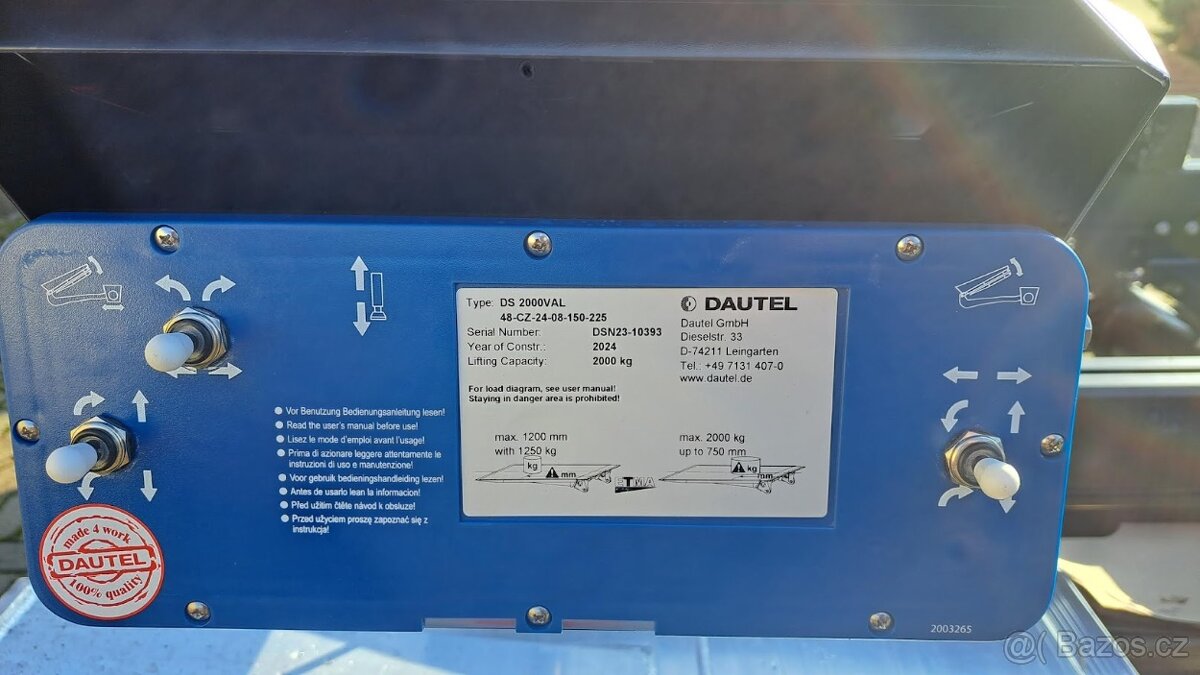 Type: DS 2000VAL
48-CZ-24-08-150-225
Serial Number: DSN23-10393
Year of Constr.: 2024
Lifting Capacity: 2000 kg
For load diagram, see user manual!
Staying in danger area is prohibited!
DAUTEL
Dautel GmbH
Dieselstr. 33
D-74211 Leingarten
Tel.: +49 7131 407-0
www.dautel.de
max. 1200 mm
with 1250 kg
kg
mm
max. 2000 kg
up to 750 mm
kg
mm
Vor Benutzung Bedienungsanleitung lesen!
Read the user's manual before use!
Lisez le mode d'emploi avant l'usage!
Prima di azionare leggere attentamente le
instruzioni di uso e manutenzione!
Voor gebruik bedieningshandleiding lezen!
Antes de usarlo lean la informacion!
Před užitím čtěte návod k obsluze!
Przed użyciem proszę zapoznać się z
instrukcja!
made 4 work
DAUTEL
100% quality
2003265
@( Bazos.cz